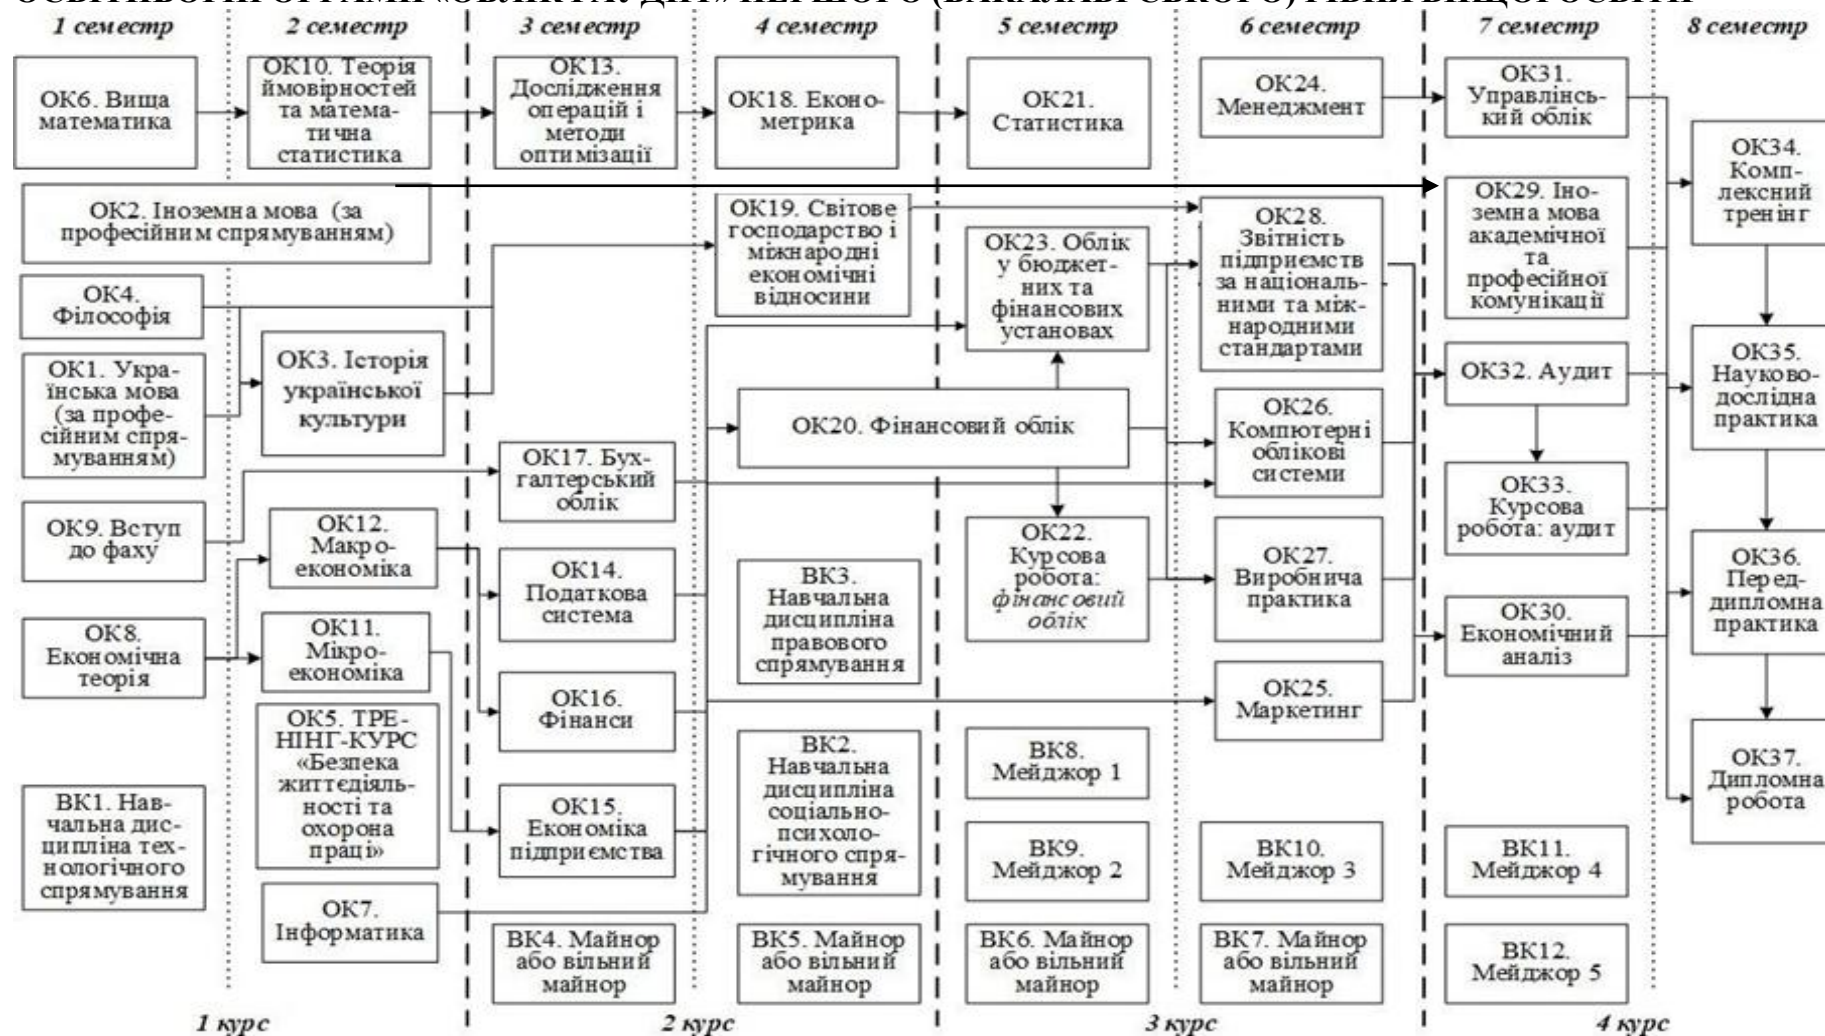 1 семестр
2 семестр
3 семестр
4 семестр
5 семестр
6 семестр
7 семестр
8 семестр
ОК6. Вища
математика
ОК2. Іноземна мова (за
професійним спрямуванням)
ОК4.
Філософія
ОК1. Укра-
їнська мова
(за профе-
сійним спря-
муванням)
ОК9. Вступ
до фаху
ОК8.
Економічна
теорія
ВК1. Нав-
чальна дис-
ципліна тех-
нологічного
спрямування
ОК10. Теорія
ймовірностей
та матема-
тична
статистика
ОК3. Історія
української
культури
ОК12.
Макро-
економіка
ОК11.
Мікро-
економіка
ОК5. ТРЕ-
НІНГ-КУРС
«Безпека
життєдіяль-
ності та
охорона
праці»
ОК7.
Інформатика
ОК13.
Дослідження
операцій і
методи
оптимізації
ОК17. Бух-
галтерський
облік
ОК14.
Податкова
система
ОК16.
Фінанси
ОК15.
Економіка
підприємства
ВК4. Майнор
або вільний
майнор
ОК18. Еконо-
метрика
ОК19. Світове
господарство і
міжнародні
економічні
відносини
ОК20. Фінансовий облік
ВК3.
Навчальна
дисципліна
правового
спрямування
ВК2.
Навчальна
дисципліна
соціально-
психоло-
гічного спря-
мування
ВК5. Майнор
або вільний
майнор
ОК21.
Статистика
ОК23. Облік
у бюджет-
них та
фінансових
установах
ОК22.
Курсова
робота:
фінансовий
облік
ВК8.
Мейджор 1
ВК9.
Мейджор 2
ВК6. Майнор
або вільний
майнор
ОК24.
Менеджмент
ОК28.
Звітність
підприємств
за національ-
ними та між-
народними
стандартами
ОК26.
Компютерні
облікові
системи
ОК27.
Виробнича
практика
ОК25.
Маркетинг
ВК10.
Мейджор 3
ВК7. Майнор
або вільний
майнор
ОК31.
Управлінсь-
кий облік
ОК29. Іно-
земна мова
академічної
та
професійної
комунікації
ОК32. Аудит
ОК33.
Курсова
робота: аудит
ОК30.
Економічний
аналіз
ВК11.
Мейджор 4
ВК12.
Мейджор 5
ОК34.
Комп-
лексний
тренінг
ОК35.
Науково-
дослідна
практика
ОК36.
Перед-
дипломна
практика
ОК37.
Дипломна
робота
1 курс
2 курс
3 курс
4 курс